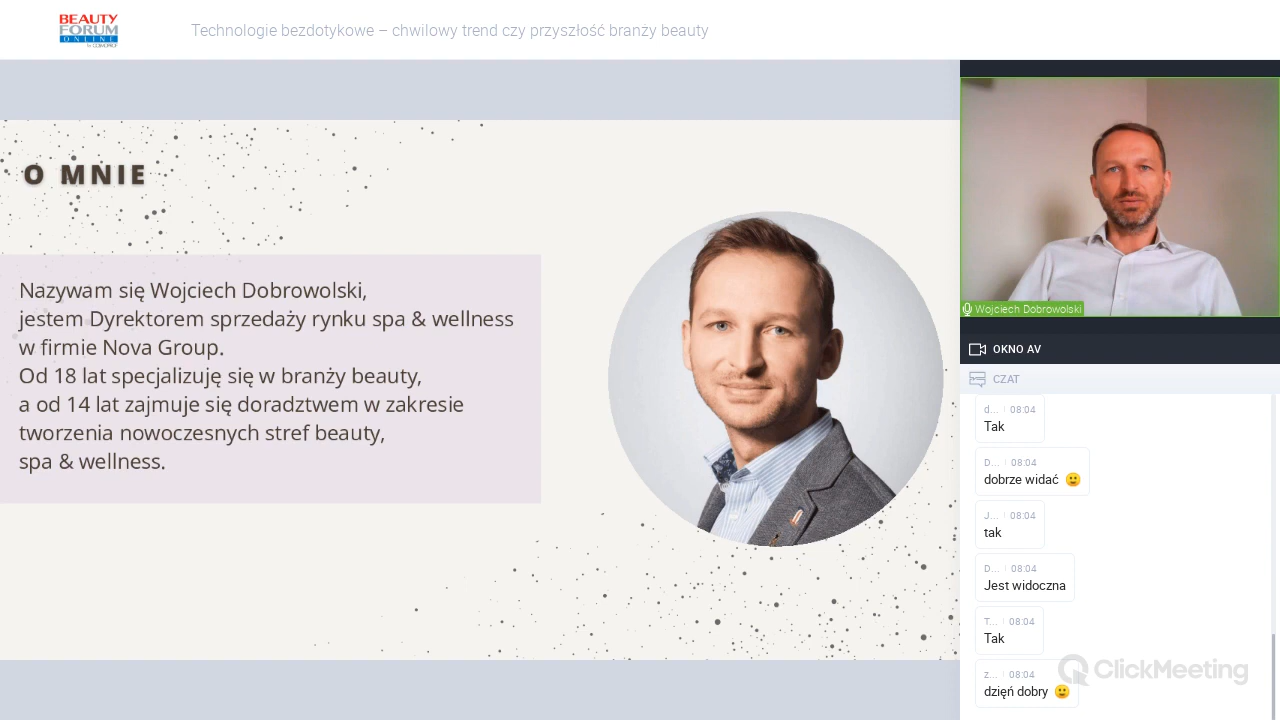 BEAUTY
FORUM
ONLINE
by COSMOPROF
Technologie bezdotykowe – chwilowy trend czy przyszłość branży beauty
O MNIE
Nazywam się Wojciech Dobrowolski,
jestem Dyrektorem sprzedaży rynku spa & wellness
w firmie Nova Group.
Od 18 lat specjalizuję się w branży beauty,
a od 14 lat zajmuje się doradztwem w zakresie
tworzenia nowoczesnych stref beauty,
spa & wellness.
Wojciech Dobrowolski
OKNO AV
CZAT
d... 08:04
Tak
D... 08:04
dobrze widać
J... 08:04
tak
D... 08:04
Jest widoczna
T... 08:04
Tak
z... 08:04
dzięń dobry
ClickMeeting